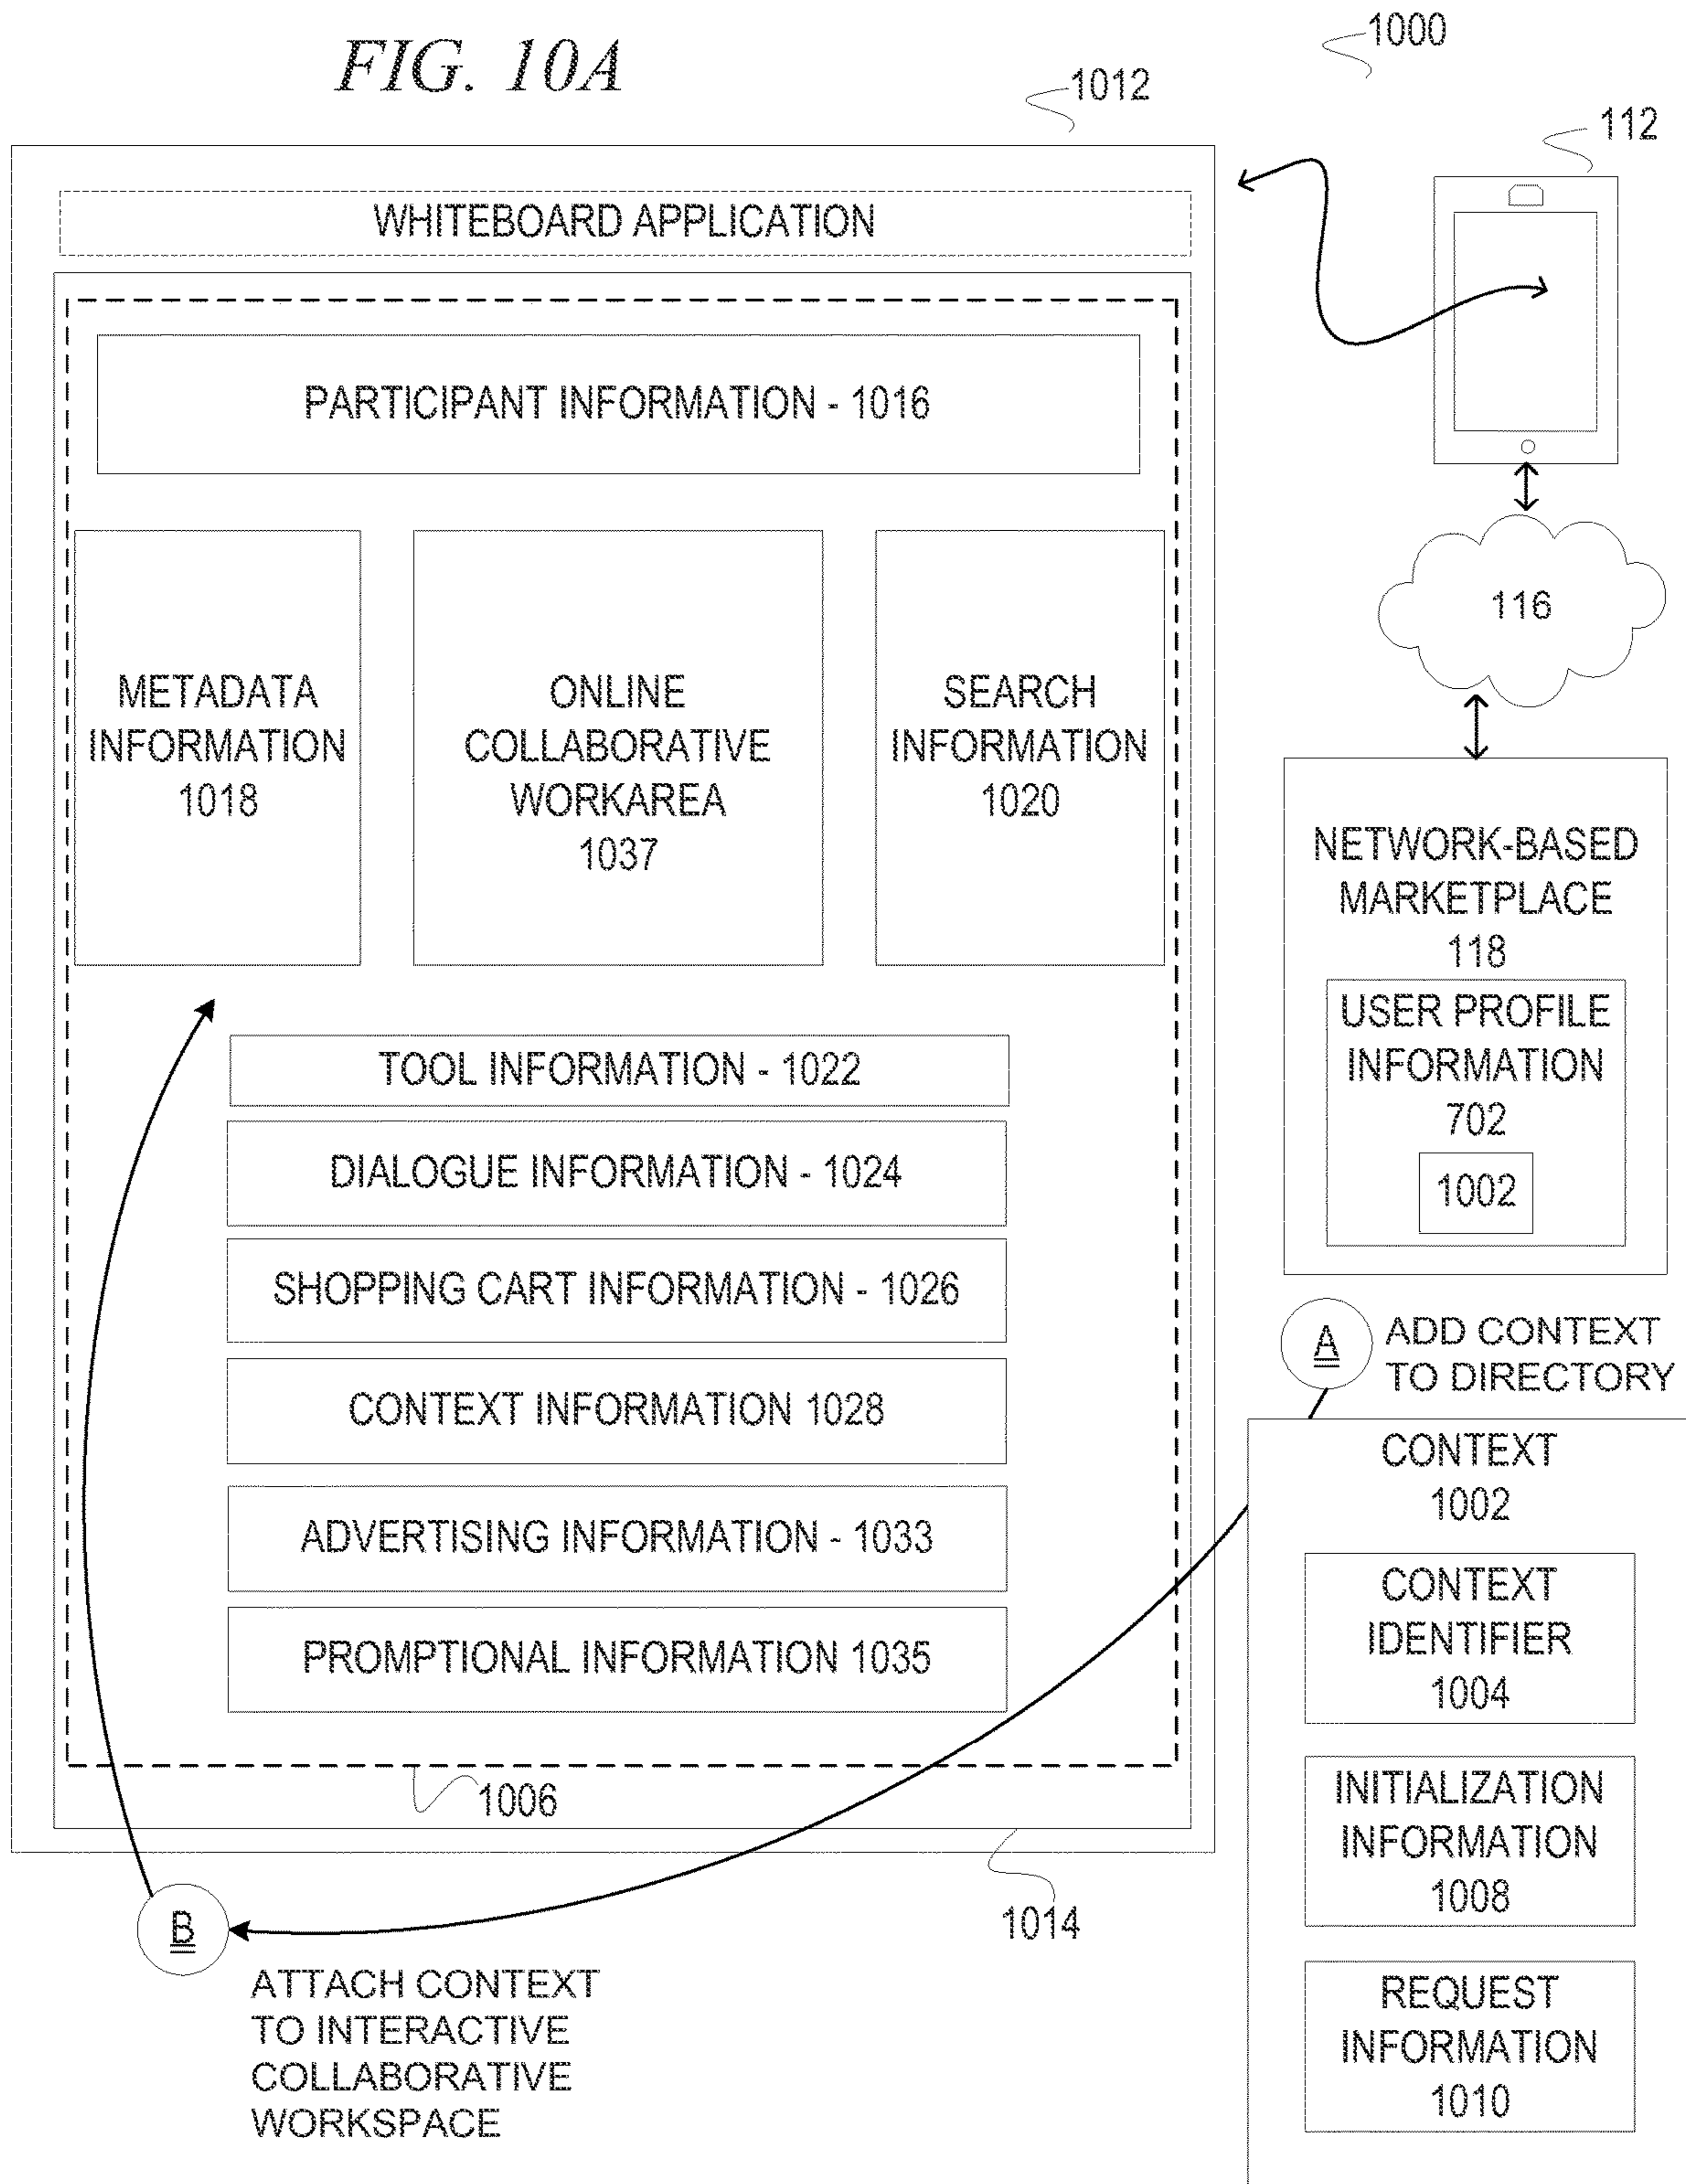 FIG. 10A
1000
1012
112
WHITEBOARD APPLICATION
PARTICIPANT INFORMATION - 1016
METADATA
INFORMATION
1018
ONLINE
COLLABORATIVE
WORKAREA
1037
SEARCH
INFORMATION
1020
TOOL INFORMATION - 1022
DIALOGUE INFORMATION - 1024
SHOPPING CART INFORMATION - 1026
CONTEXT INFORMATION 1028
ADVERTISING INFORMATION - 1033
PROMPTIONAL INFORMATION 1035
1006
1014
B
ATTACH CONTEXT
TO INTERACTIVE
COLLABORATIVE
WORKSPACE
116
NETWORK-BASED
MARKETPLACE
118
USER PROFILE
INFORMATION
702
1002
A
ADD CONTEXT
TO DIRECTORY
CONTEXT
1002
CONTEXT
IDENTIFIER
1004
INITIALIZATION
INFORMATION
1008
REQUEST
INFORMATION
1010